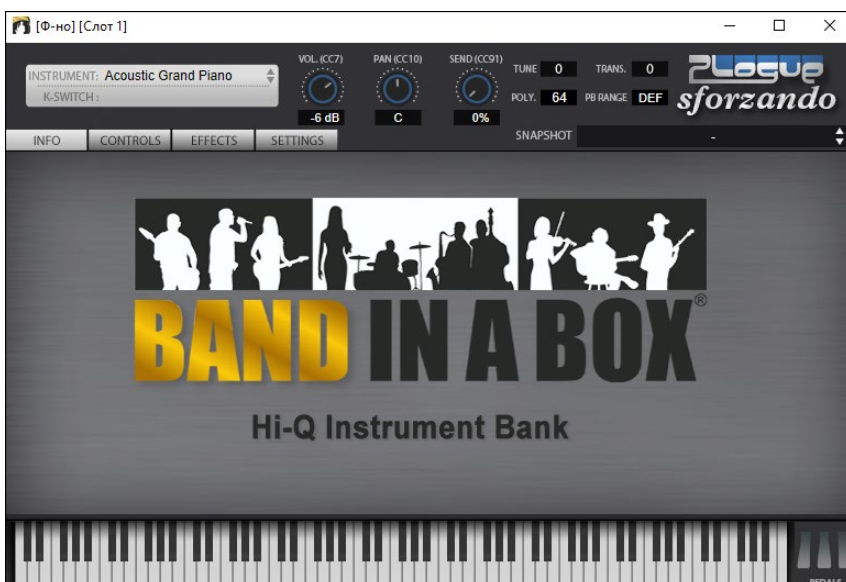 [Ф-но] [Слот 1]
INSTRUMENT: Acoustic Grand Piano
K-SWITCH :
VOL. (CC7)
-6 dB
PAN (CC10)
C
SEND (CC91)
0%
TUNE 0 TRANS. 0
POLY. 64 PB RANGE DEF
Plogue
sforzando
INFO CONTROLS EFFECTS SETTINGS
SNAPSHOT -
BAND IN A BOX®
Hi-Q Instrument Bank
PEDALS